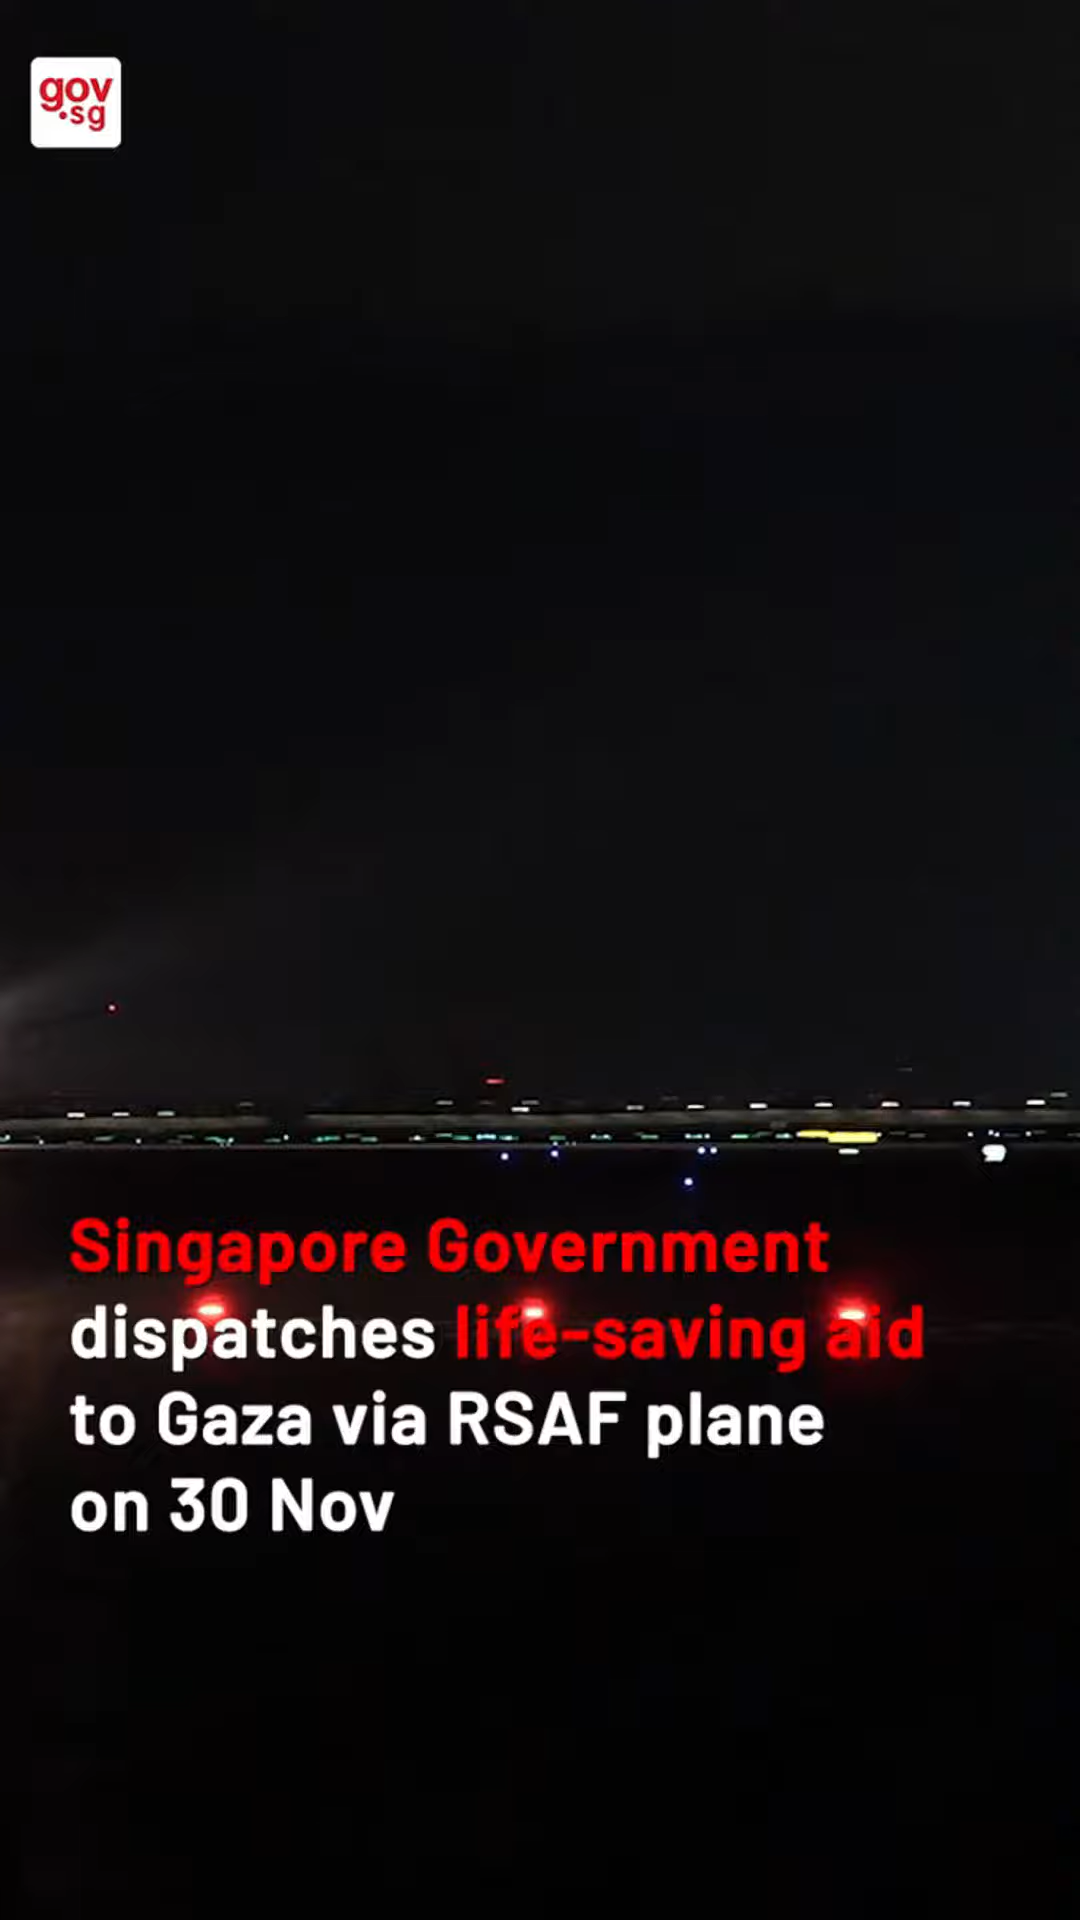 gov
.sg
Singapore Government
dispatches life-saving aid
to Gaza via RSAF plane
on 30 Nov